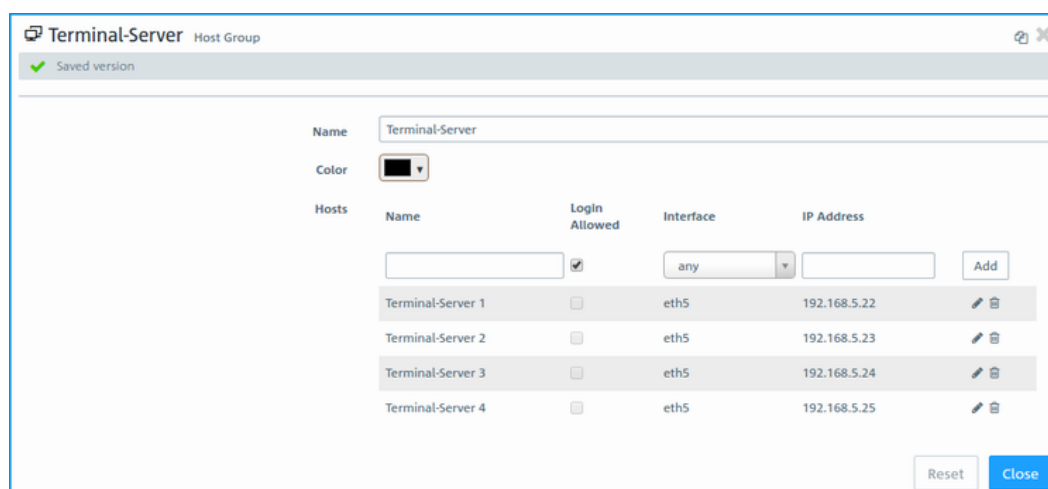 Terminal-Server Host Group
Saved version
Name Terminal-Server
Color
Hosts Name Login Allowed Interface IP Address
any Add
Terminal-Server 1 eth5 192.168.5.22
Terminal-Server 2 eth5 192.168.5.23
Terminal-Server 3 eth5 192.168.5.24
Terminal-Server 4 eth5 192.168.5.25
Reset Close